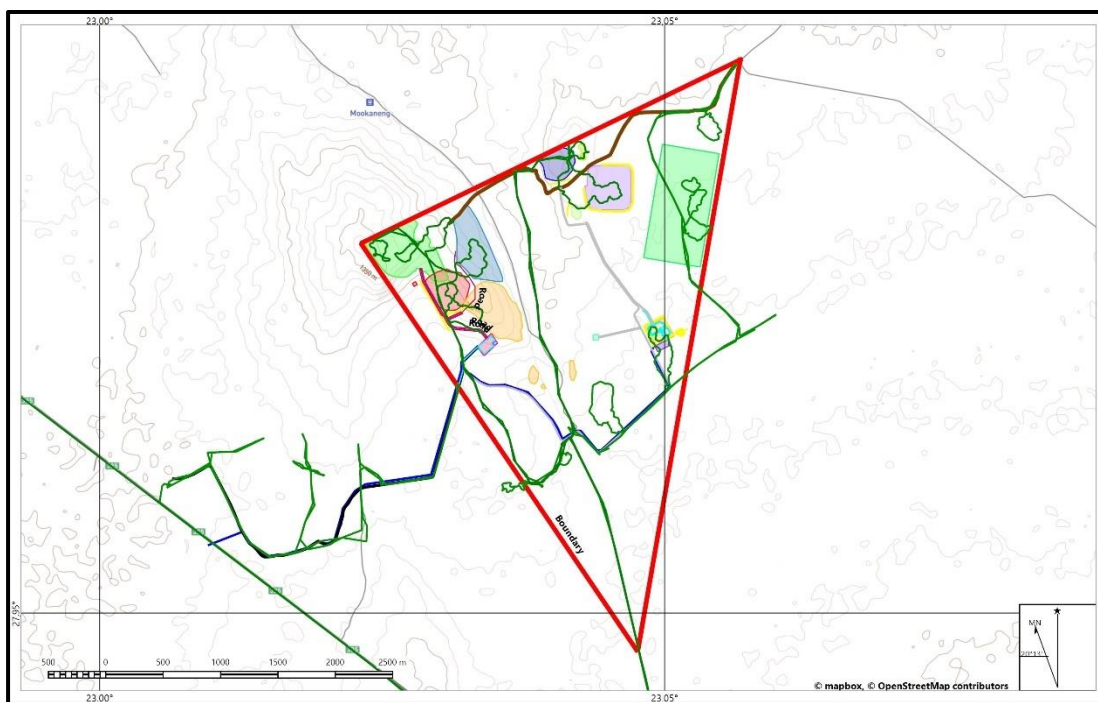 23.00°
23.05°
Mookaneng
Road
Road
Boundary
27.95°
MN
500 0 500 1000 1500 2000 2500 m
© mapbox, © OpenStreetMap contributors
23.00°
23.05°